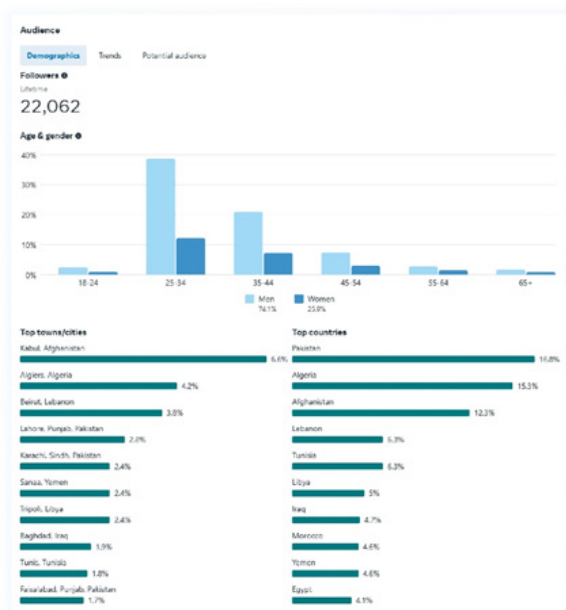 Audience
Demographics Trends Potential audience
Followers
Lifetime
22,062
Age & gender
40%
30%
20%
10%
0%
18-24 25-34 35-44 45-54 55-64 65+
Men Women
74.1% 25.9%
Top towns/cities
Kabul, Afghanistan
6.6%
Algiers, Algeria
4.2%
Beirut, Lebanon
3.8%
Lahore, Punjab, Pakistan
2.8%
Karachi, Sindh, Pakistan
2.4%
Sanaa, Yemen
2.4%
Tripoli, Libya
2.4%
Baghdad, Iraq
1.9%
Tunis, Tunisia
1.8%
Faisalabad, Punjab, Pakistan
1.7%
Top countries
Pakistan
16.8%
Algeria
15.3%
Afghanistan
12.3%
Lebanon
6.3%
Tunisia
6.3%
Libya
5%
Iraq
4.7%
Morocco
4.6%
Yemen
4.6%
Egypt
4.1%